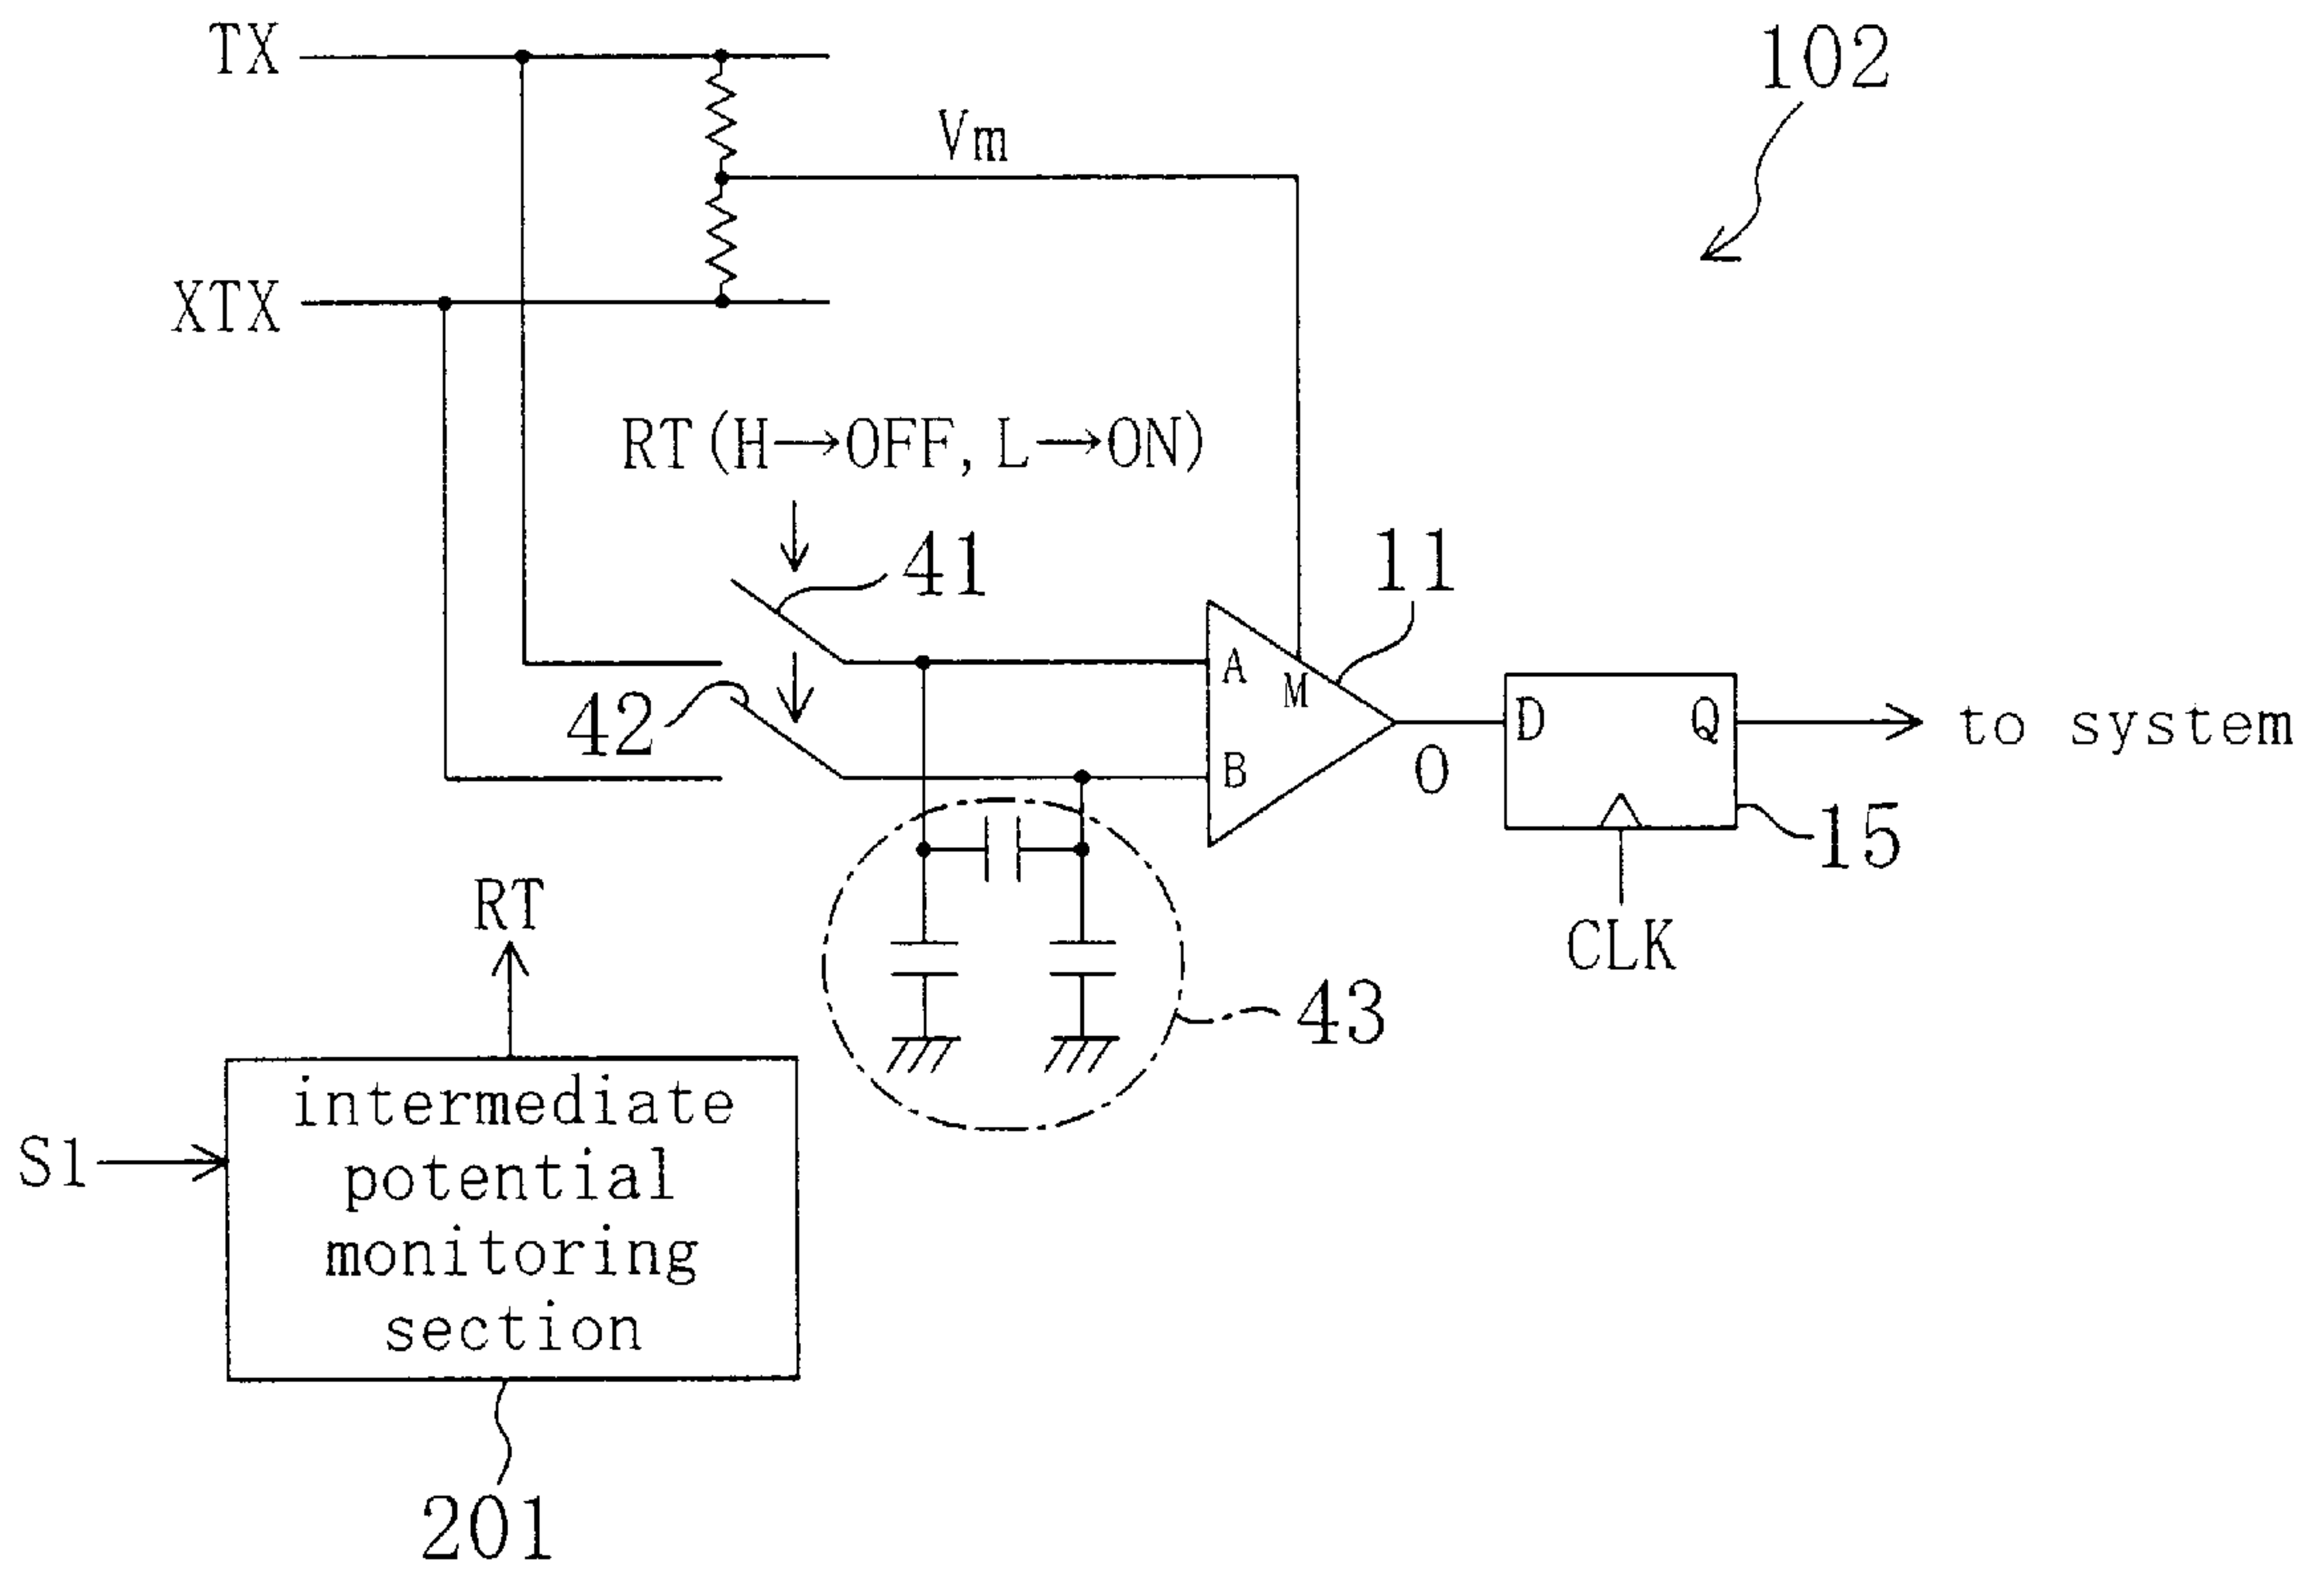 TX
102
Vm
XTX
RT(H→OFF, L→ON)
41
11
A
M
42
D
Q
to system
B
O
15
RT
CLK
43
S1
intermediate
potential
monitoring
section
201